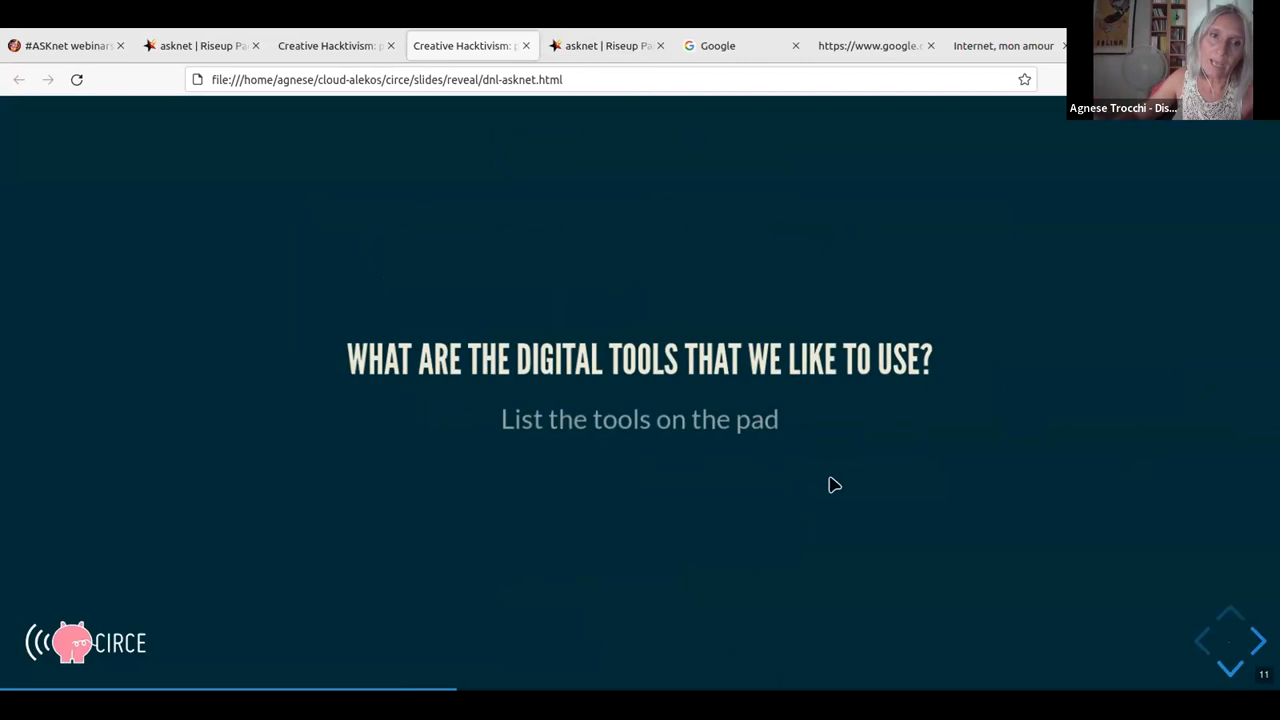 #ASKnet webinar
asknet | Riseup Pa
Creative Hacktivism: p
Creative Hacktivism: p
asknet | Riseup Pa
Google
https://www.google.c
Internet, mon amour
file:///home/agnese/cloud-alekos/circe/slides/reveal/dnl-asknet.html
Agnese Trocchi - Dis...
WHAT ARE THE DIGITAL TOOLS THAT WE LIKE TO USE?
List the tools on the pad
CIRCE
11